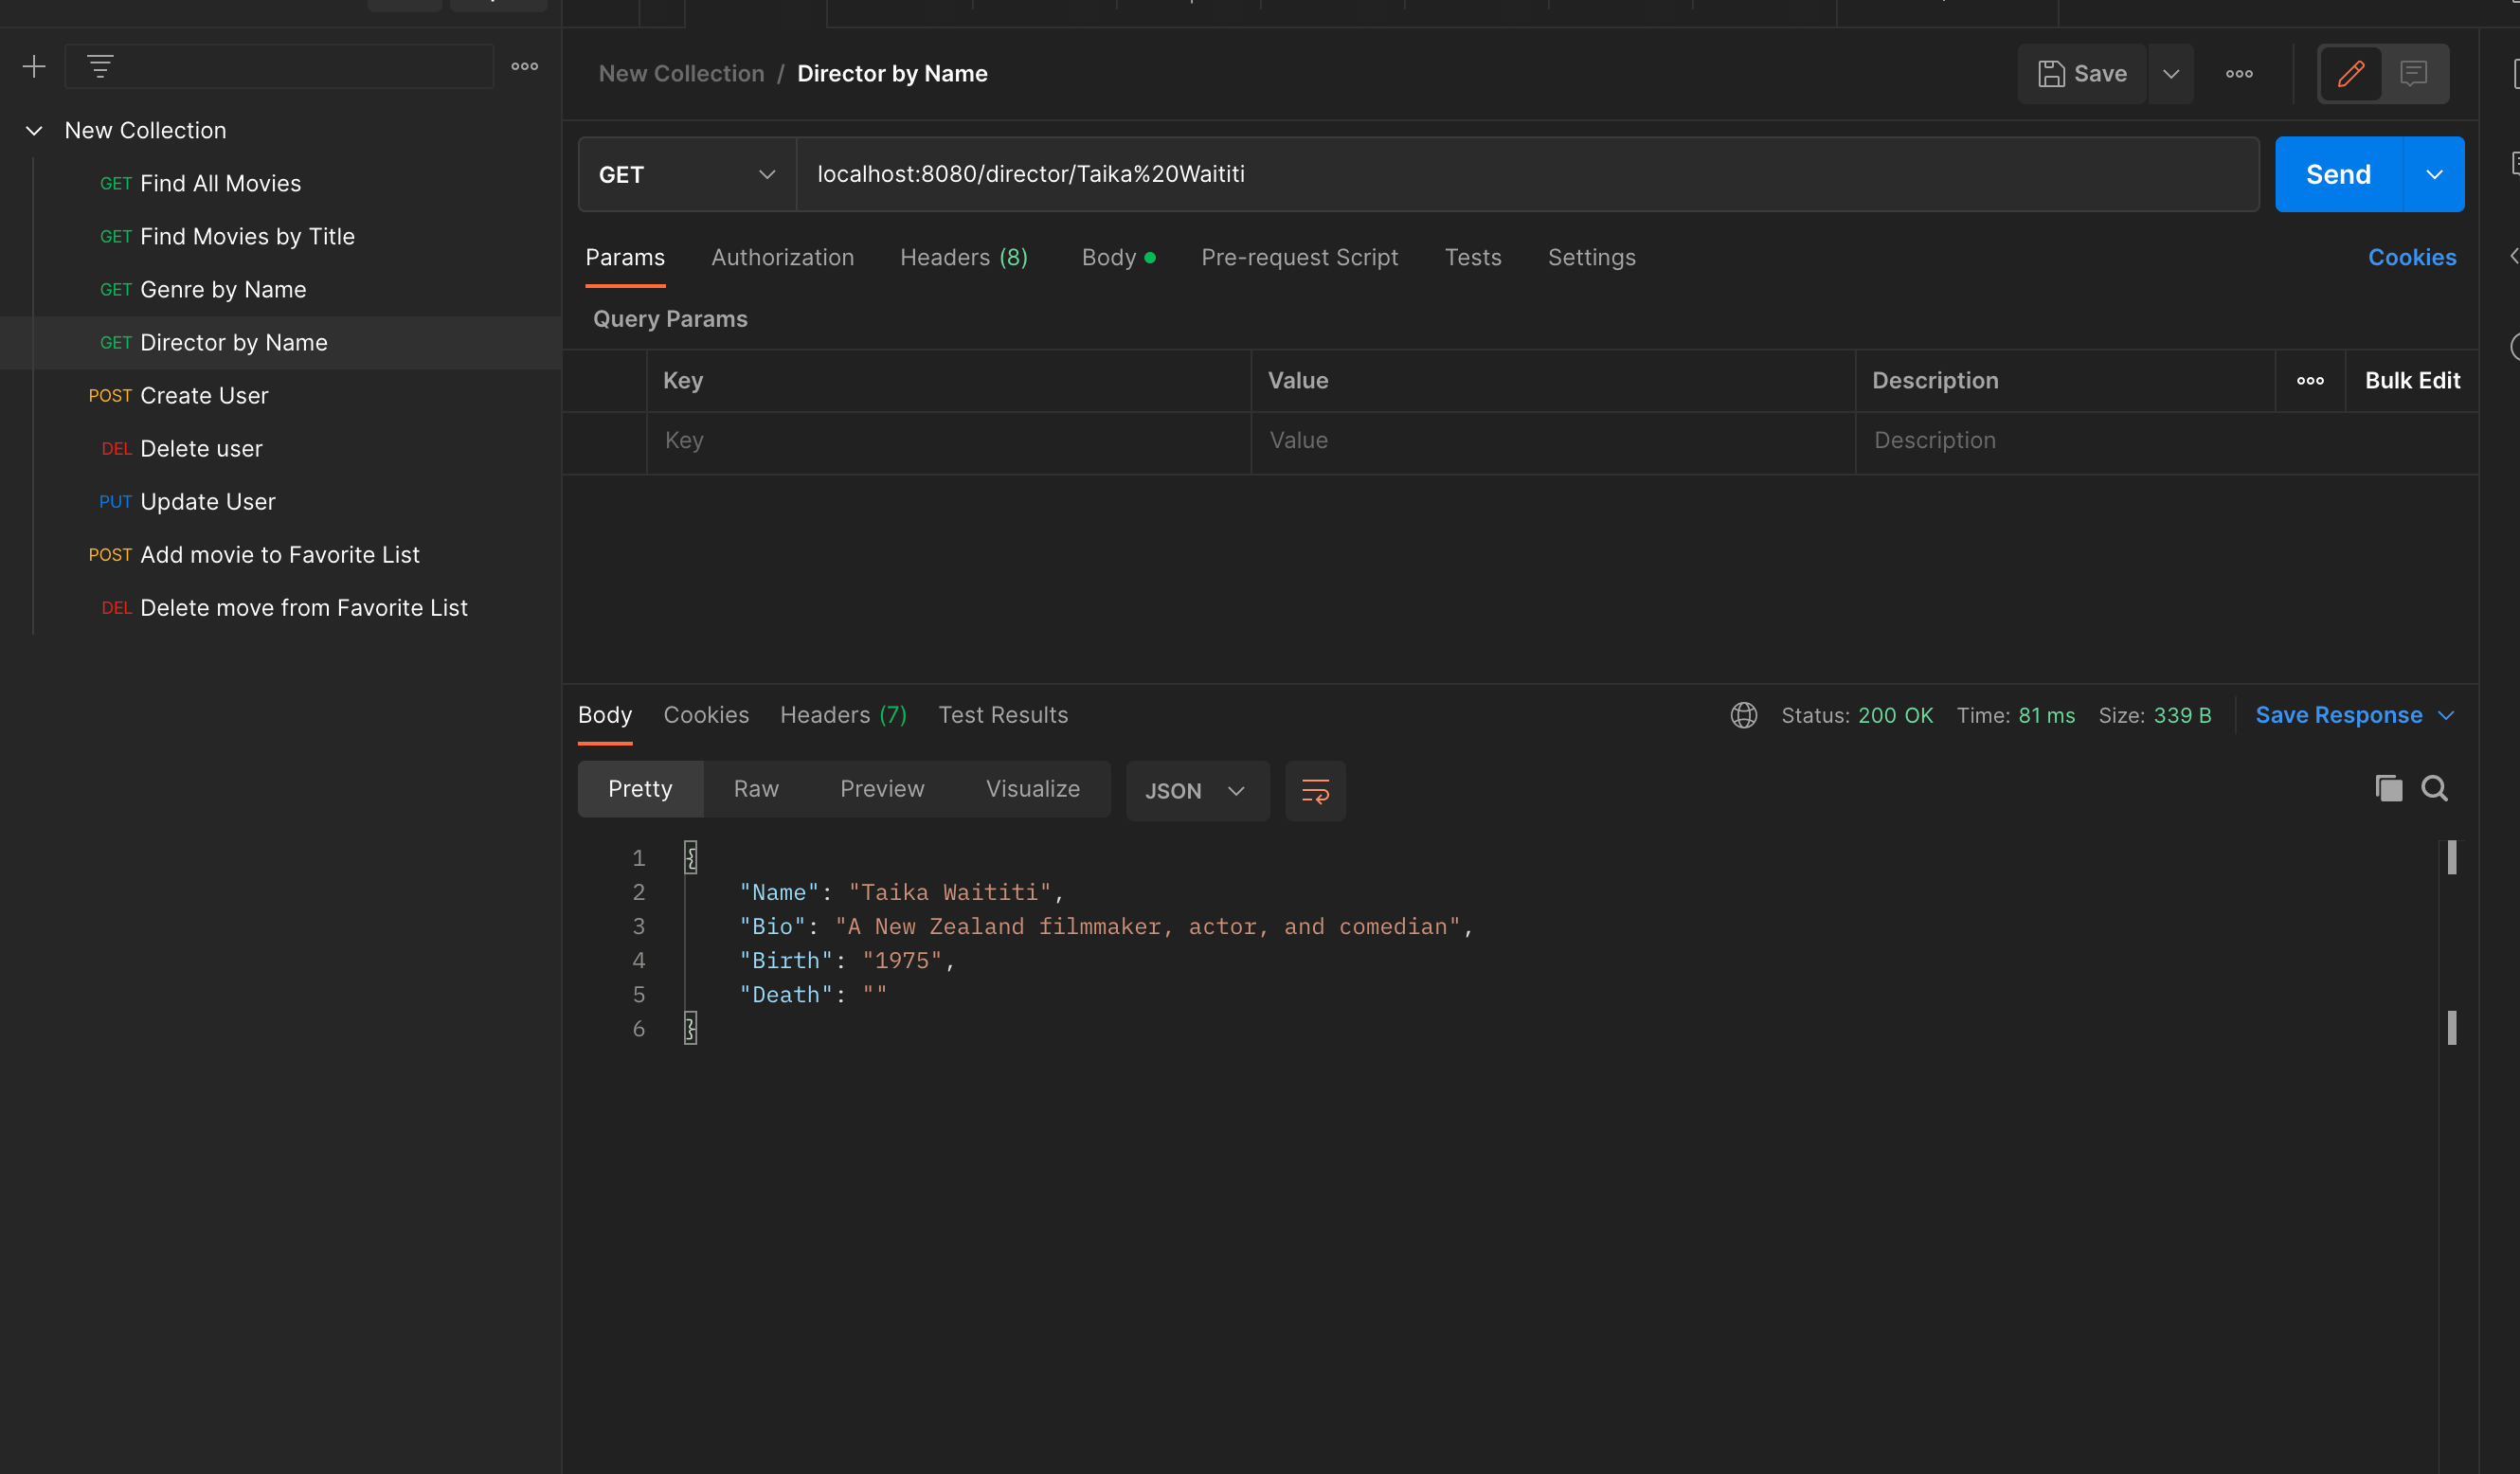 New Collection
GET Find All Movies
GET Find Movies by Title
GET Genre by Name
GET Director by Name
POST Create User
DEL Delete user
PUT Update User
POST Add movie to Favorite List
DEL Delete move from Favorite List
New Collection / Director by Name
Save
GET localhost:8080/director/Taika%20Waititi
Send
Params Authorization Headers (8) Body Pre-request Script Tests Settings Cookies
Query Params
Key Value Description Bulk Edit
Key Value Description
Body Cookies Headers (7) Test Results Status: 200 OK Time: 81 ms Size: 339 B Save Response
Pretty Raw Preview Visualize JSON
1 {
2 "Name": "Taika Waititi",
3 "Bio": "A New Zealand filmmaker, actor, and comedian",
4 "Birth": "1975",
5 "Death": ""
6 }